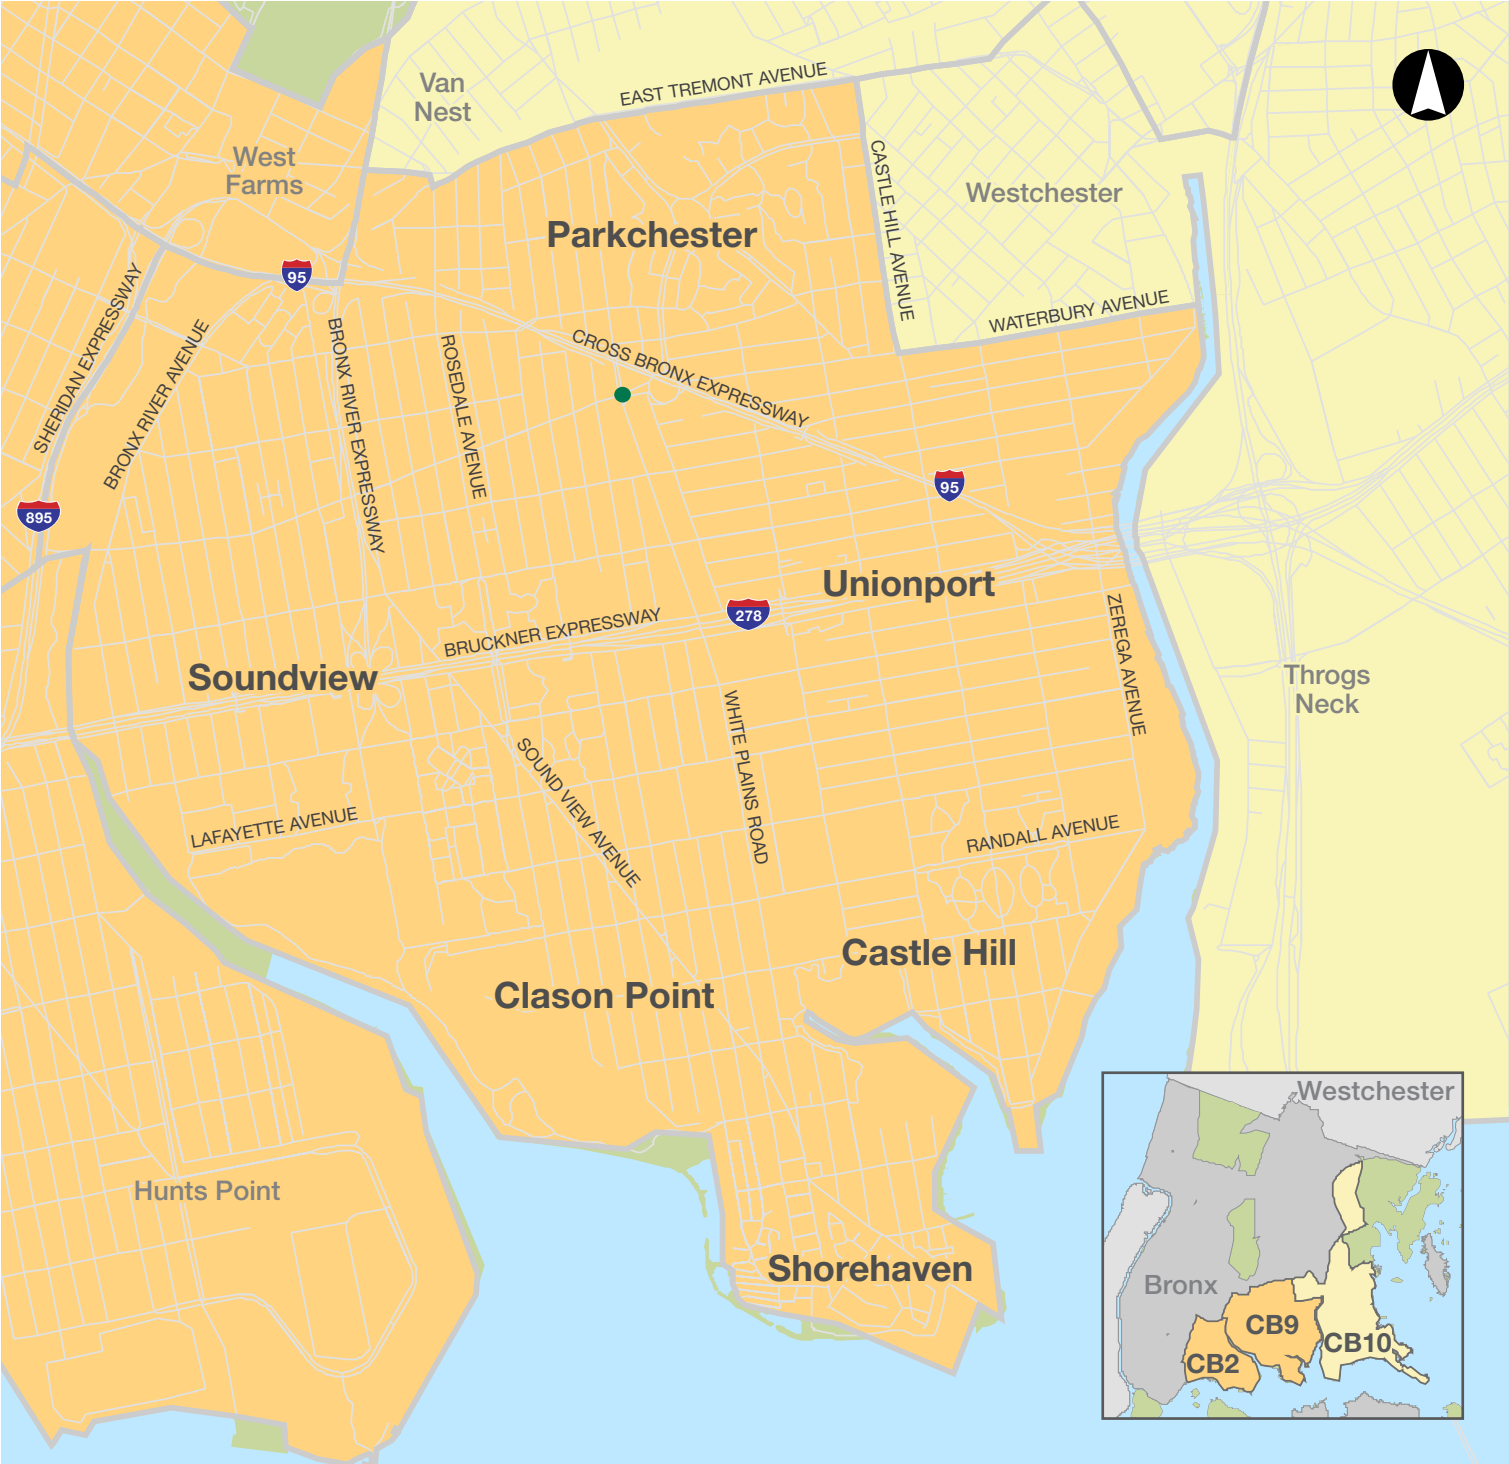 Van
Nest
EAST TREMONT AVENUE
West
Farms
CASTLE HILL AVENUE
Westchester
Parkchester
95
SHERIDAN EXPRESSWAY
BRONX RIVER AVENUE
BRONX RIVER EXPRESSWAY
ROSEDALE AVENUE
CROSS BRONX EXPRESSWAY
WATERBURY AVENUE
95
895
Unionport
278
BRUCKNER EXPRESSWAY
ZEREGA AVENUE
Soundview
Throgs
Neck
WHITE PLAINS ROAD
SOUND VIEW AVENUE
LAFAYETTE AVENUE
RANDALL AVENUE
Castle Hill
Clason Point
Hunts Point
Shorehaven
Westchester
Bronx
CB9
CB10
CB2